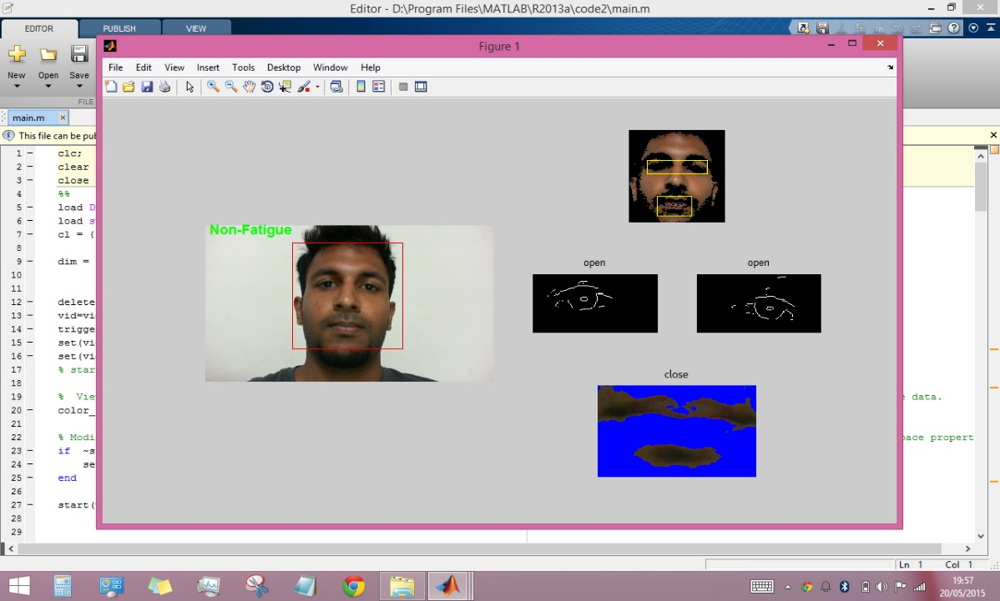 Editor - D:\Program Files\MATLAB\R2013a\code2\main.m
EDITOR PUBLISH VIEW
Figure 1
File Edit View Insert Tools Desktop Window Help
New Open Save
FILE
main.m
This file can be pu
1 clc;
2 clear
3 close
4 %%
5 load D
6 load s
7 cl = {
8
9 dim =
10
11
12 delete
13 vid=vi
14 trigge
15 set(vi
16 set(vi
17 % star
18
19 % Vie e data.
20 color_
21
22 % Modi pace propert
23 if ~s
24 se
25 end
26
27 start(
28
29
Non-Fatigue
open open
close
Ln 1 Col 1
19:57
20/05/2015